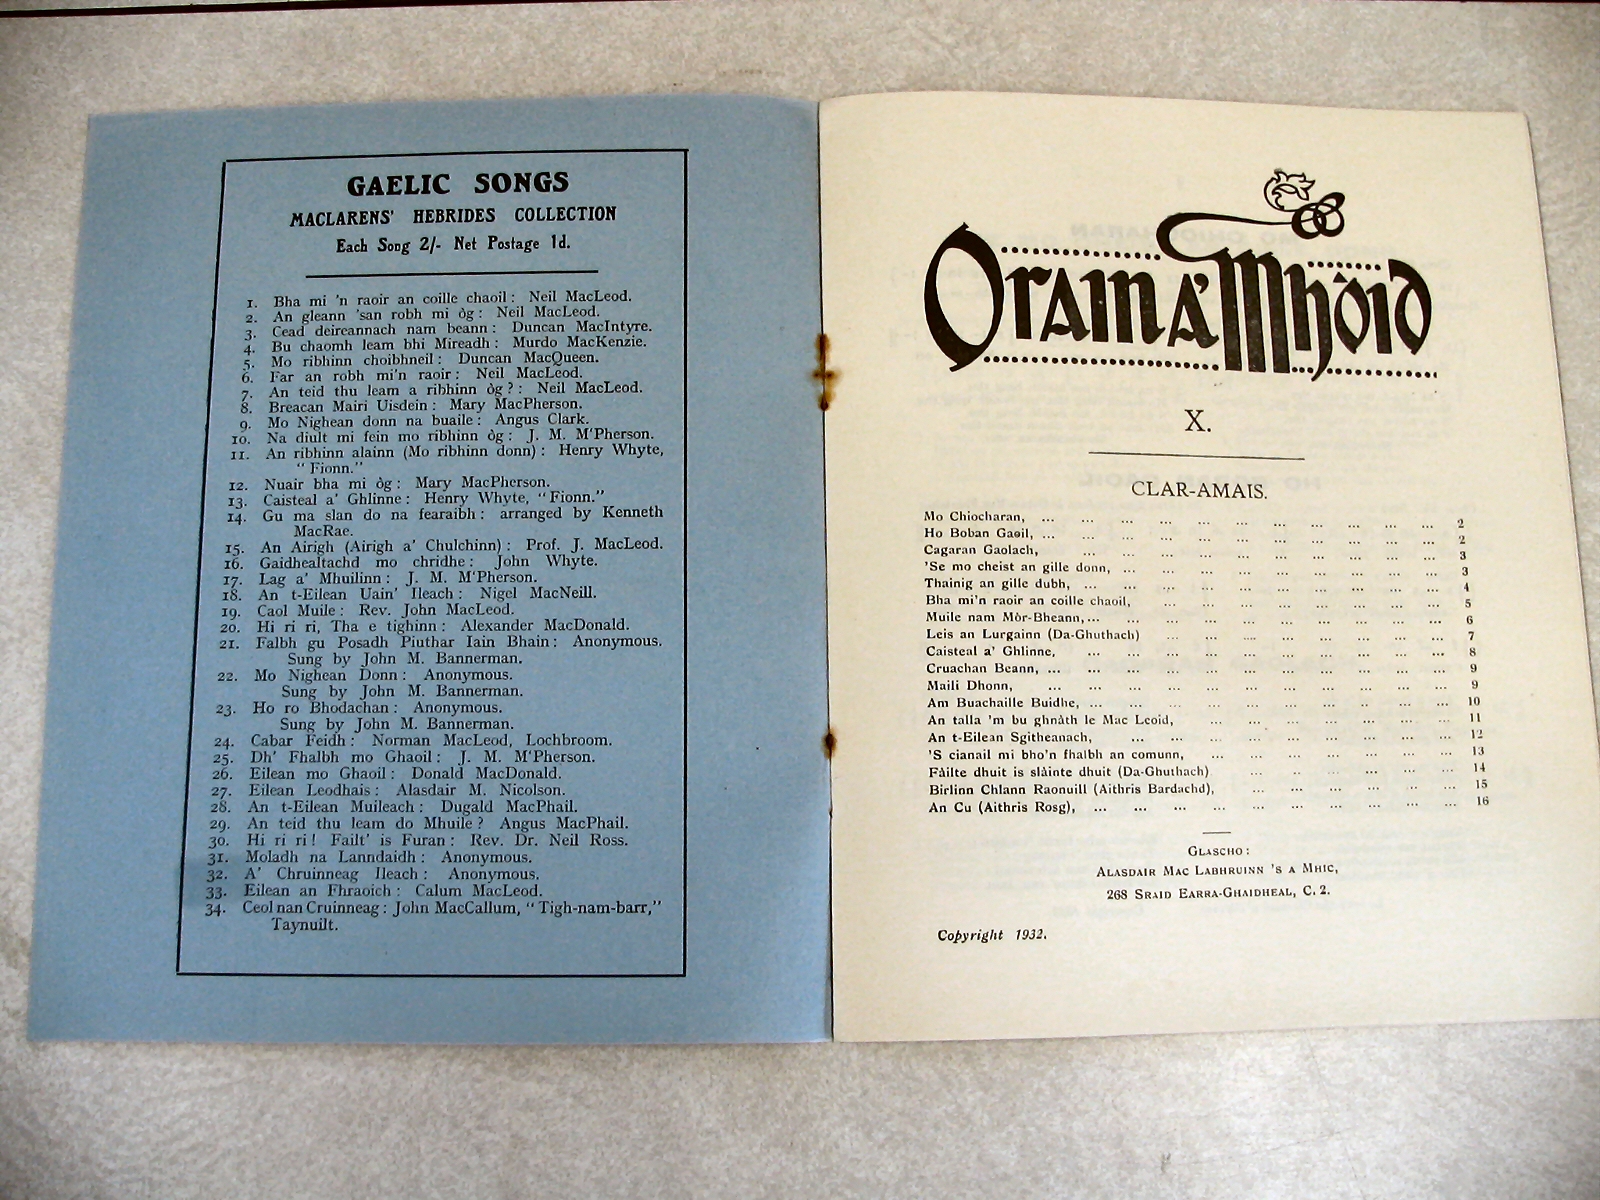 GAELIC SONGS
MACLARENS' HEBRIDES COLLECTION
Each Song 2/- Net Postage 1d.
1. Bha mi 'n raoir an coille chaoil: Neil MacLeod.
2. An gleann 'san robh mi òg: Neil MacLeod.
3. Cead deireannach nam beann: Duncan MacIntyre.
4. Bu chaomh leam bhi Mireadh: Murdo MacKenzie.
5. Mo ribhinn choibhneil: Duncan MacQueen.
6. Far an robh mi'n raoir: Neil MacLeod.
7. An teid thu leam a ribhinn òg?: Neil MacLeod.
8. Breacan Mairi Uisdein: Mary MacPherson.
9. Mo Nighean donn na buaile: Angus Clark.
10. Na diult mi fein mo ribhinn òg: J. M. M'Pherson.
11. An ribhinn alainn (Mo ribhinn donn): Henry Whyte,
"Fionn."
12. Nuair bha mi òg: Mary MacPherson.
13. Caisteal a' Ghlinne: Henry Whyte, "Fionn."
14. Gu ma slan do na fearaibh: arranged by Kenneth
MacRae.
15. An Airigh (Airigh a' Chulchinn): Prof. J. MacLeod.
16. Gaidhealtachd mo chridhe: John Whyte.
17. Lag a' Mhuilinn: J. M. M'Pherson.
18. An t-Eilean Uain' Ileach: Nigel MacNeill.
19. Caol Muile: Rev. John MacLeod.
20. Hi ri ri, Tha e tighinn: Alexander MacDonald.
21. Falbh gu Posadh Piuthar Iain Bhain: Anonymous.
Sung by John M. Bannerman.
22. Mo Nighean Donn: Anonymous.
Sung by John M. Bannerman.
23. Ho ro Bhodachan: Anonymous.
Sung by John M. Bannerman.
24. Cabar Feidh: Norman MacLeod, Lochbroom.
25. Dh' Fhalbh mo Ghaoil: J. M. M'Pherson.
26. Eilean mo Ghaoil: Donald MacDonald.
27. Eilean Leodhais: Alasdair M. Nicolson.
28. An t-Eilean Muileach: Dugald MacPhail.
29. An teid thu leam do Mhuile? Angus MacPhail.
30. Hi ri ri! Failt' is Furan: Rev. Dr. Neil Ross.
31. Moladh na Lanndaidh: Anonymous.
32. A' Chruinneag Ileach: Anonymous.
33. Eilean an Fhraoich: Calum MacLeod.
34. Ceol nan Cruinneag: John MacCallum, "Tigh-nam-barr,"
Taynuilt.
Orain a' Mhòid
X.
CLAR-AMAIS.
Mo Chiocharan, ... 2
Ho Boban Gaoil, ... 2
Cagaran Gaolach, ... 3
'Se mo cheist an gille donn, ... 3
Thainig an gille dubh, ... 4
Bha mi'n raoir an coille chaoil, ... 5
Muile nam Mòr-Bheann, ... 6
Leis an Lurgainn (Da-Ghuthach) ... 7
Caisteal a' Ghlinne, ... 8
Cruachan Beann, ... 9
Maili Dhonn, ... 9
Am Buachaille Buidhe, ... 10
An talla 'm bu ghnàth le Mac Leoid, ... 11
An t-Eilean Sgitheanach, ... 12
'S cianail mi bho'n fhalbh an comunn, ... 13
Fàilte dhuit is slàinte dhuit (Da-Ghuthach) ... 14
Birlinn Chlann Raonuill (Aithris Bardachd), ... 15
An Cu (Aithris Rosg), ... 16
GLASCHO:
ALASDAIR MAC LABHRUINN 'S A MHIC,
268 SRAID EARRA-GHAIDHEAL, C. 2.
Copyright 1932.